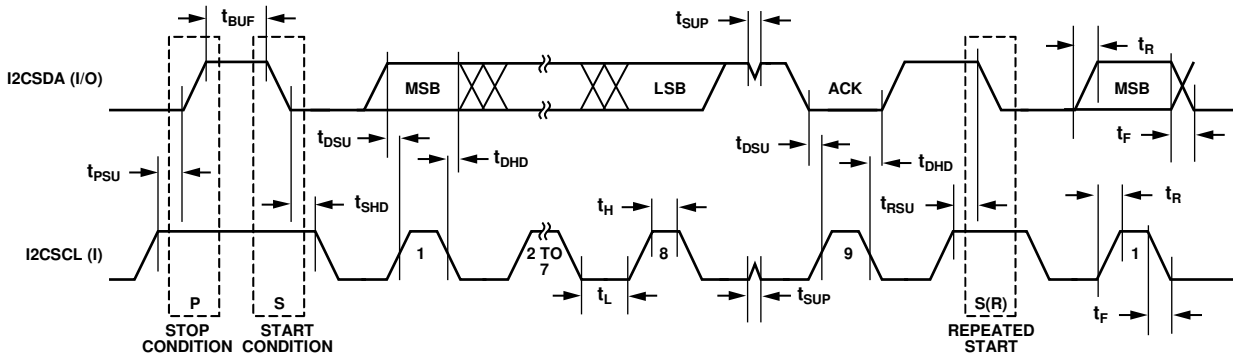 tBUF
tSUP
tR
I2CSDA (I/O)
MSB
LSB
ACK
MSB
tDSU
tDHD
tDSU
tDHD
tF
tPSU
tSHD
tH
tRSU
tR
I2CSCL (I)
1
2 TO
7
8
9
1
tL
tSUP
tF
P
S
S(R)
STOP
CONDITION
START
CONDITION
REPEATED
START